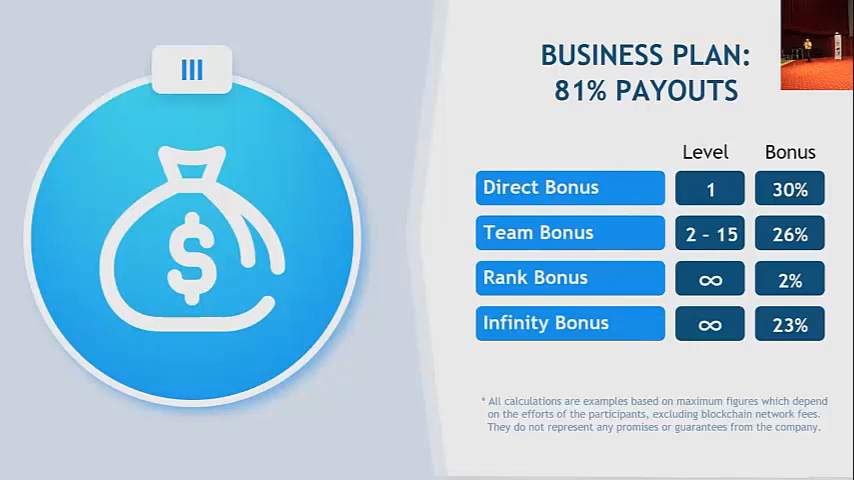 III
$
BUSINESS PLAN:
81% PAYOUTS
Level Bonus
Direct Bonus 1 30%
Team Bonus 2 - 15 26%
Rank Bonus ∞ 2%
Infinity Bonus ∞ 23%
* All calculations are examples based on maximum figures which depend
on the efforts of the participants, excluding blockchain network fees.
They do not represent any promises or guarantees from the company.